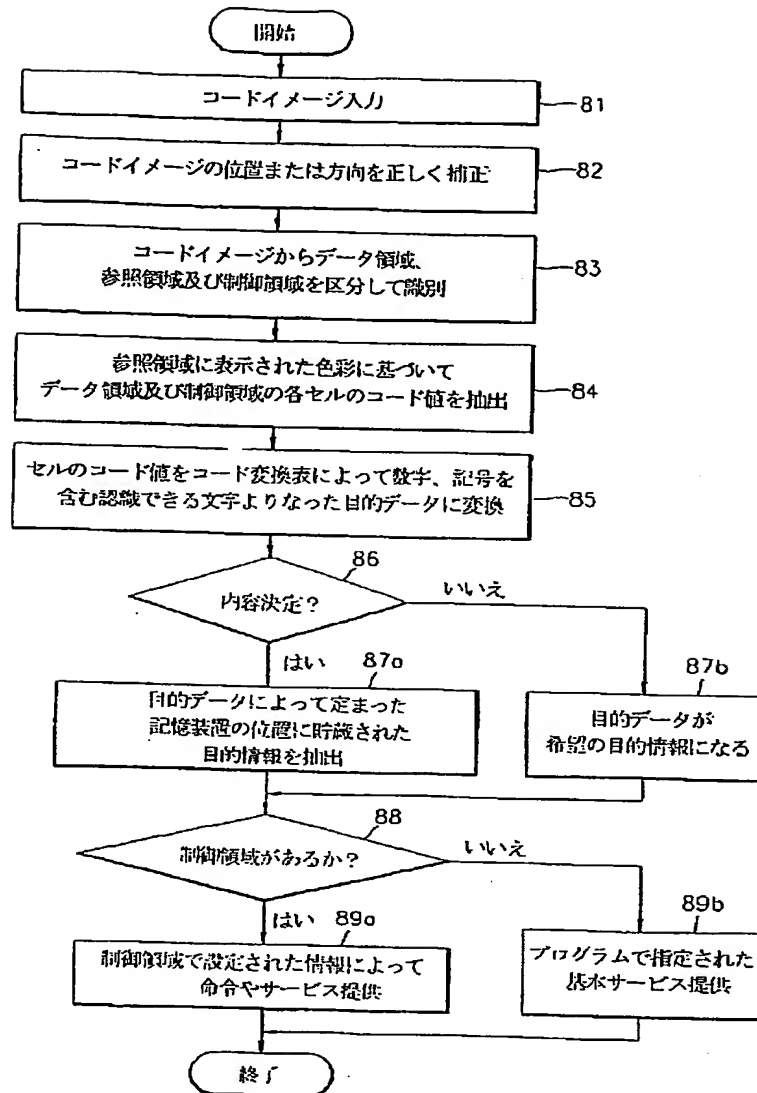 開始
コードイメージ入力
81
コードイメージの位置または方向を正しく補正
82
コードイメージからデータ領域、
参照領域及び制御領域を区分して識別
83
参照領域に表示された色彩に基づいて
データ領域及び制御領域の各セルのコード値を抽出
84
セルのコード値をコード変換表によって数字、記号を
含む認識できる文字よりなった目的データに変換
85
86
内容決定?
いいえ
はい
87a
目的データによって定まった
記憶装置の位置に貯蔵された
目的情報を抽出
87b
目的データが
希望の目的情報になる
88
制御領域があるか?
いいえ
はい
89a
制御領域で設定された情報によって
命令やサービス提供
89b
プログラムで指定された
基本サービス提供
終了